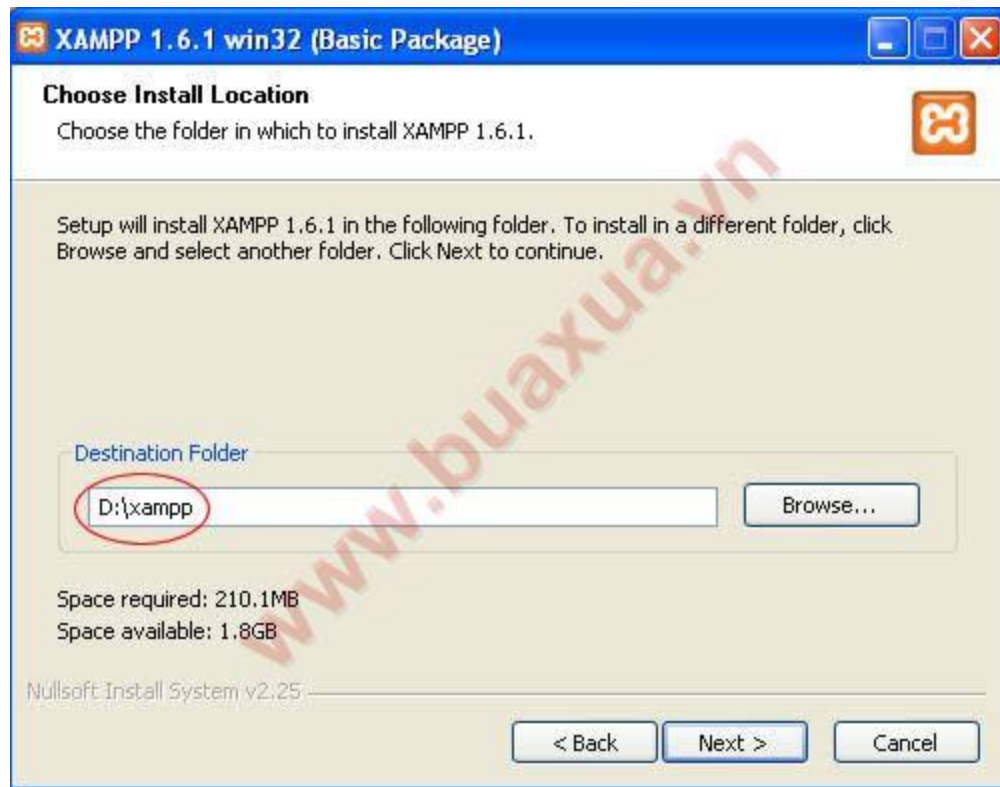 XAMPP 1.6.1 win32 (Basic Package)
Choose Install Location
Choose the folder in which to install XAMPP 1.6.1.
Setup will install XAMPP 1.6.1 in the following folder. To install in a different folder, click
Browse and select another folder. Click Next to continue.
Destination Folder
D:\xampp
Browse...
Space required: 210.1MB
Space available: 1.8GB
Nullsoft Install System v2.25
< Back
Next >
Cancel
www.buaxua.vn